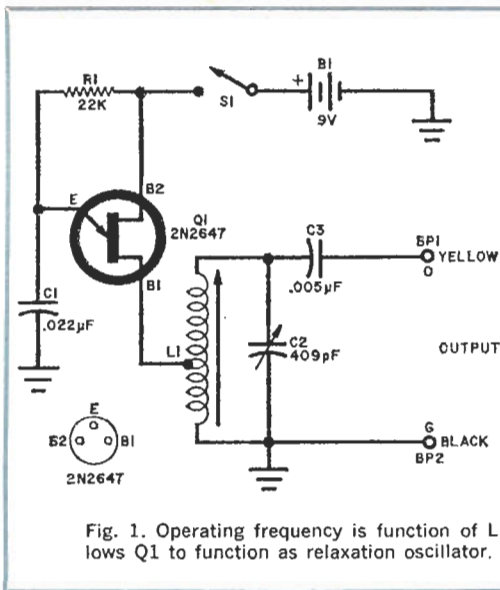 R1
22K
S1
+
B1
9V
E
B2
Q1
2N2647
B1
C1
.022µF
L1
C3
.005µF
C2
409pF
BP1
YELLOW
O
OUTPUT
G
BLACK
BP2
E
B2
B1
2N2647
Fig. 1. Operating frequency is function of L
lows Q1 to function as relaxation oscillator.